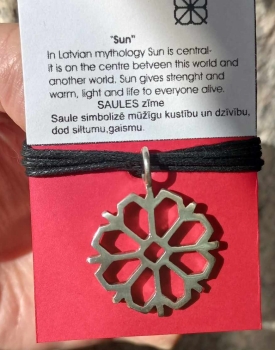 "Sun"
In Latvian mythology Sun is central-
it is on the centre between this world and
another world. Sun gives strenght and
warm, light and life to everyone alive.
SAULES zīme
Saule simbolizē mūžīgu kustību un dzīvību,
dod siltumu,gaismu.